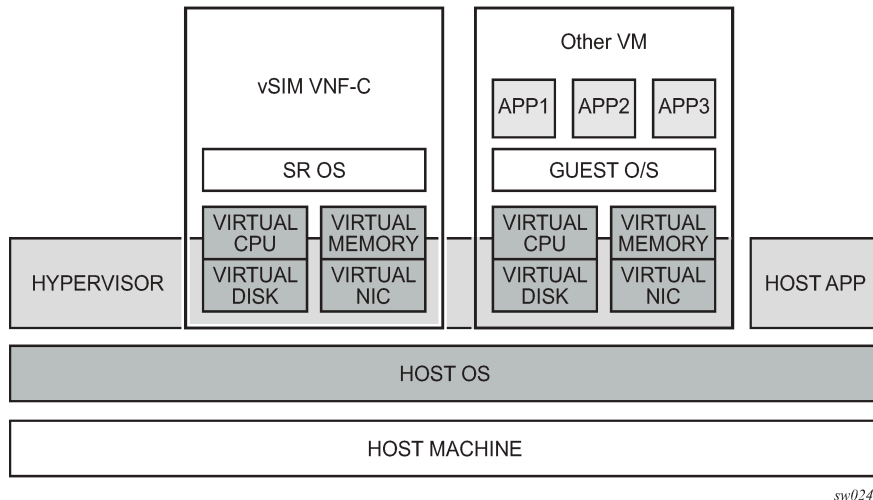 vSIM VNF-C
Other VM
APP1
APP2
APP3
SR OS
GUEST O/S
VIRTUAL
CPU
VIRTUAL
MEMORY
VIRTUAL
DISK
VIRTUAL
NIC
VIRTUAL
CPU
VIRTUAL
MEMORY
VIRTUAL
DISK
VIRTUAL
NIC
HYPERVISOR
HOST APP
HOST OS
HOST MACHINE
sw024